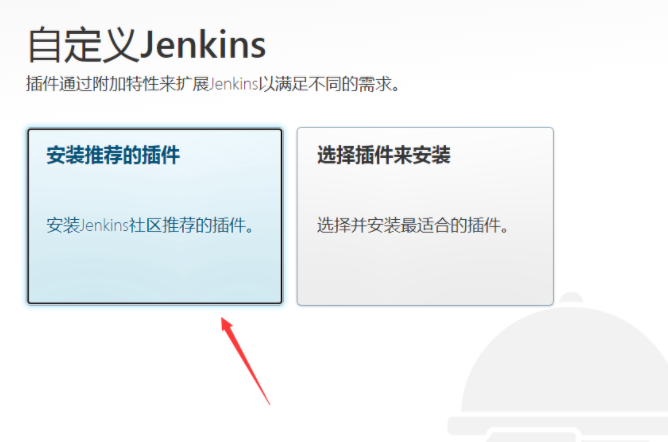 自定义Jenkins
插件通过附加特性来扩展Jenkins以满足不同的需求。
安装推荐的插件
安装Jenkins社区推荐的插件。
选择插件来安装
选择并安装最适合的插件。